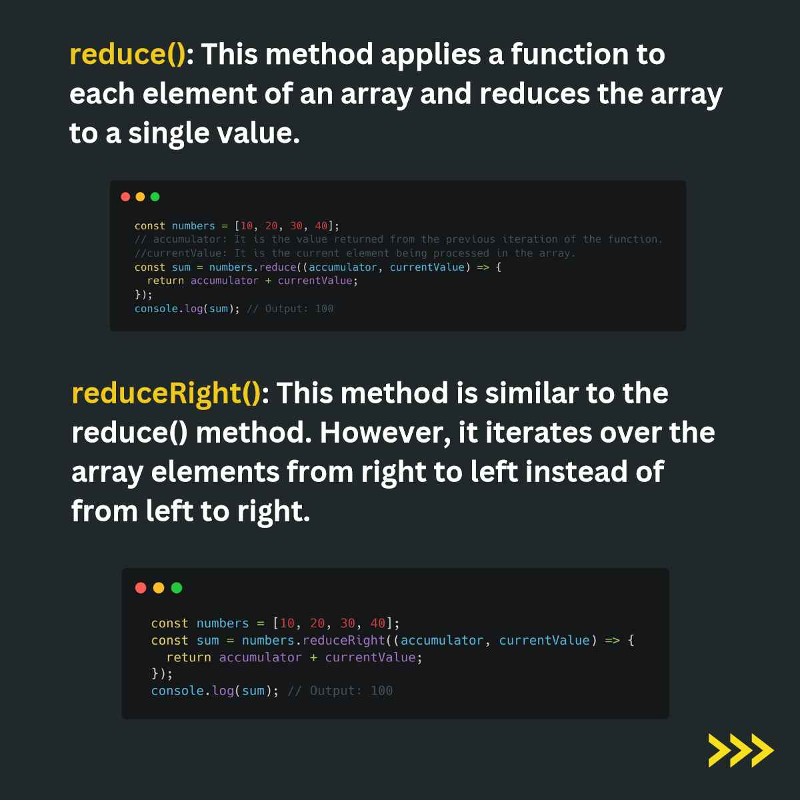 reduce(): This method applies a function to
each element of an array and reduces the array
to a single value.
const numbers = [10, 20, 30, 40];
// accumulator: It is the value returned from the previous iteration of the function.
//currentValue: It is the current element being processed in the array.
const sum = numbers.reduce((accumulator, currentValue) => {
  return accumulator + currentValue;
});
console.log(sum); // Output: 100
reduceRight(): This method is similar to the
reduce() method. However, it iterates over the
array elements from right to left instead of
from left to right.
const numbers = [10, 20, 30, 40];
const sum = numbers.reduceRight((accumulator, currentValue) => {
  return accumulator + currentValue;
});
console.log(sum); // Output: 100